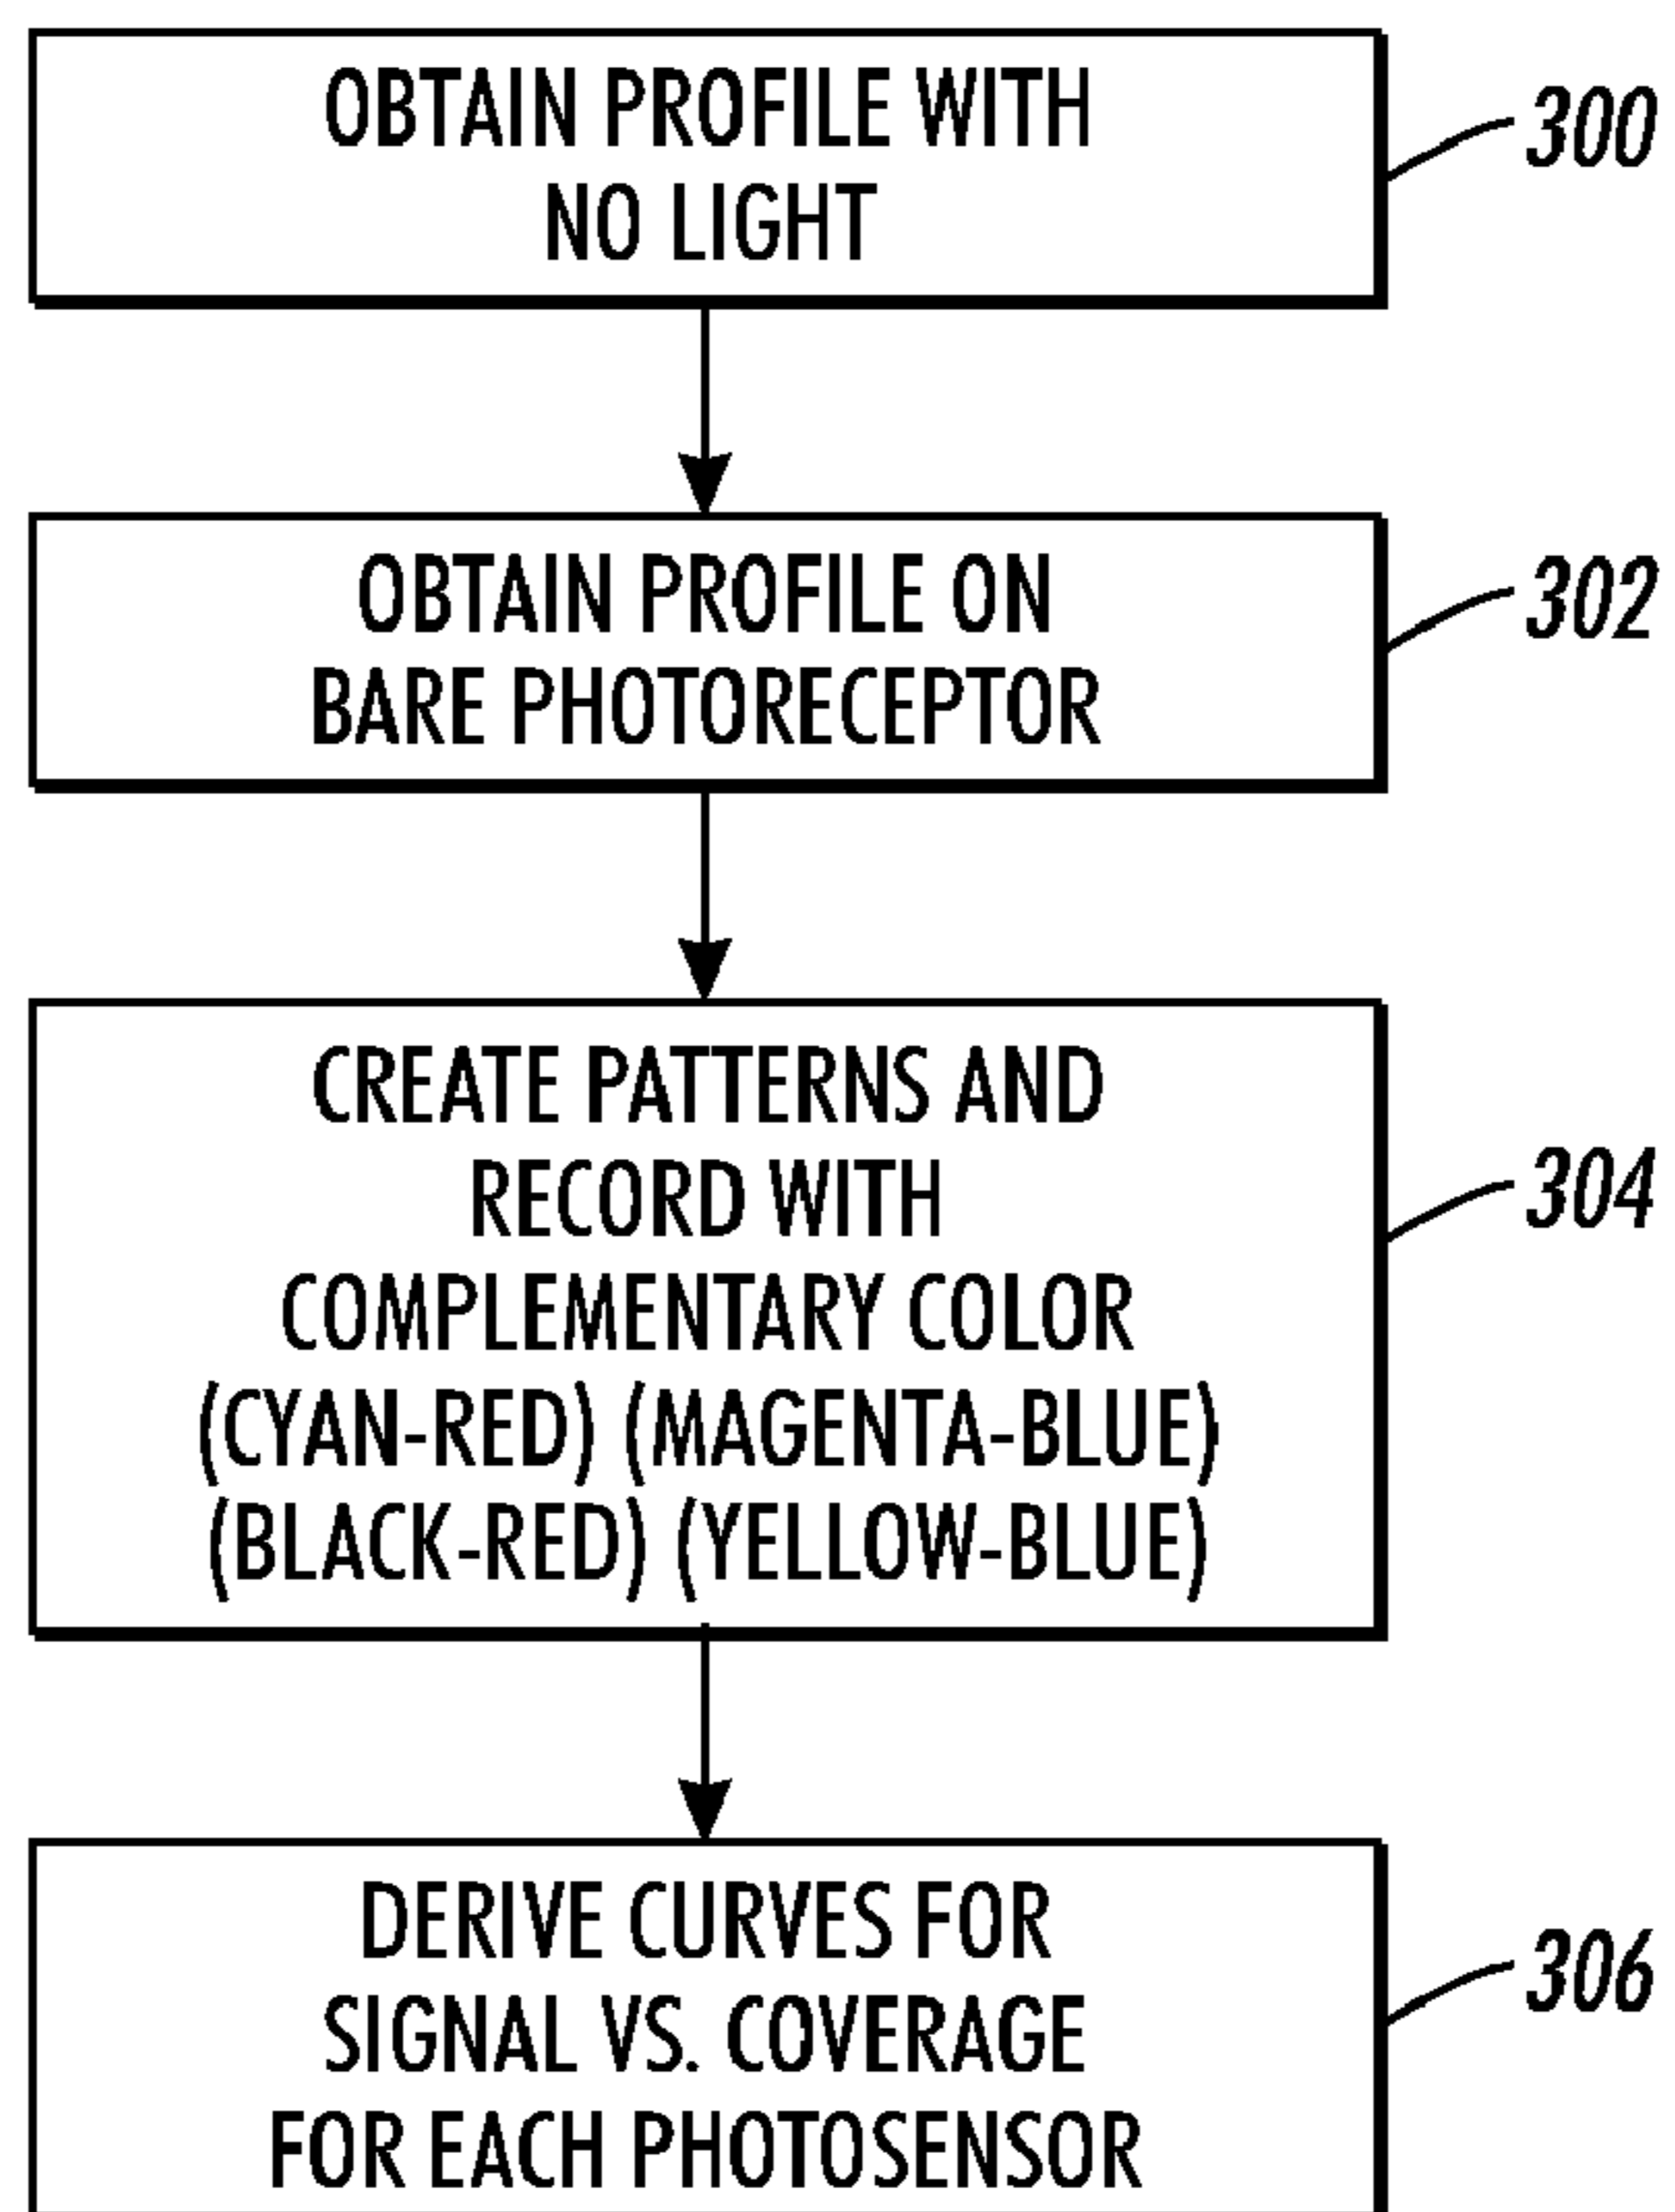 OBTAIN PROFILE WITH
NO LIGHT
300
OBTAIN PROFILE ON
BARE PHOTORECEPTOR
302
CREATE PATTERNS AND
RECORD WITH
COMPLEMENTARY COLOR
(CYAN-RED) (MAGENTA-BLUE)
(BLACK-RED) (YELLOW-BLUE)
304
DERIVE CURVES FOR
SIGNAL VS. COVERAGE
FOR EACH PHOTOSENSOR
306